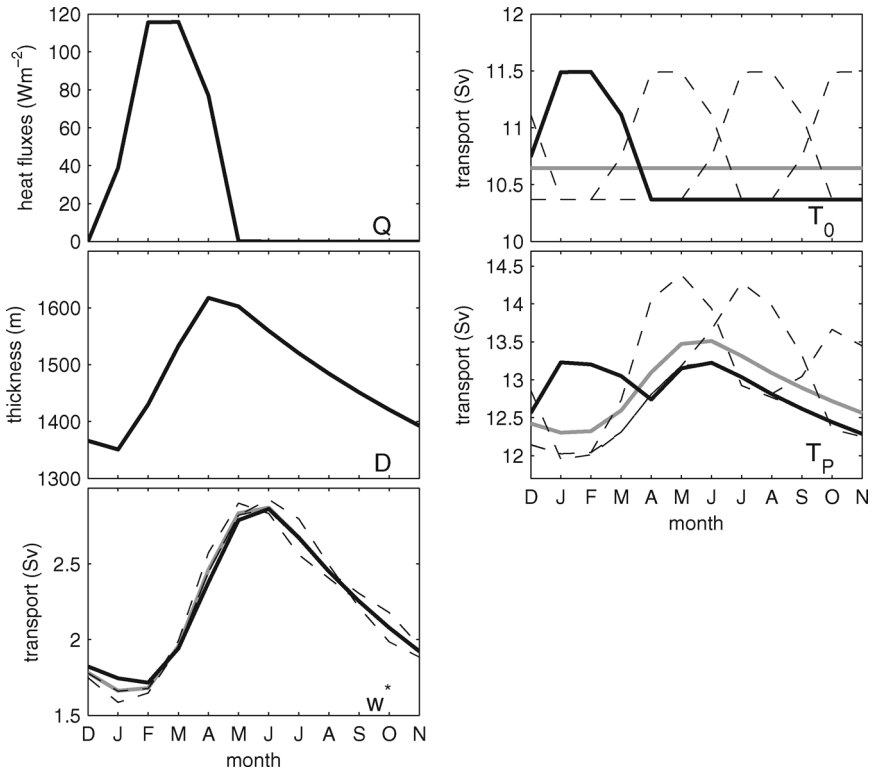 120
100
80
60
40
20
0
heat fluxes (Wm⁻²)
Q
12
11.5
11
10.5
10
transport (Sv)
T₀
1600
1500
1400
1300
thickness (m)
D
14.5
14
13.5
13
12.5
12
transport (Sv)
T_P
D J F M A M J J A S O N
month
2.5
2
1.5
transport (Sv)
w*
D J F M A M J J A S O N
month